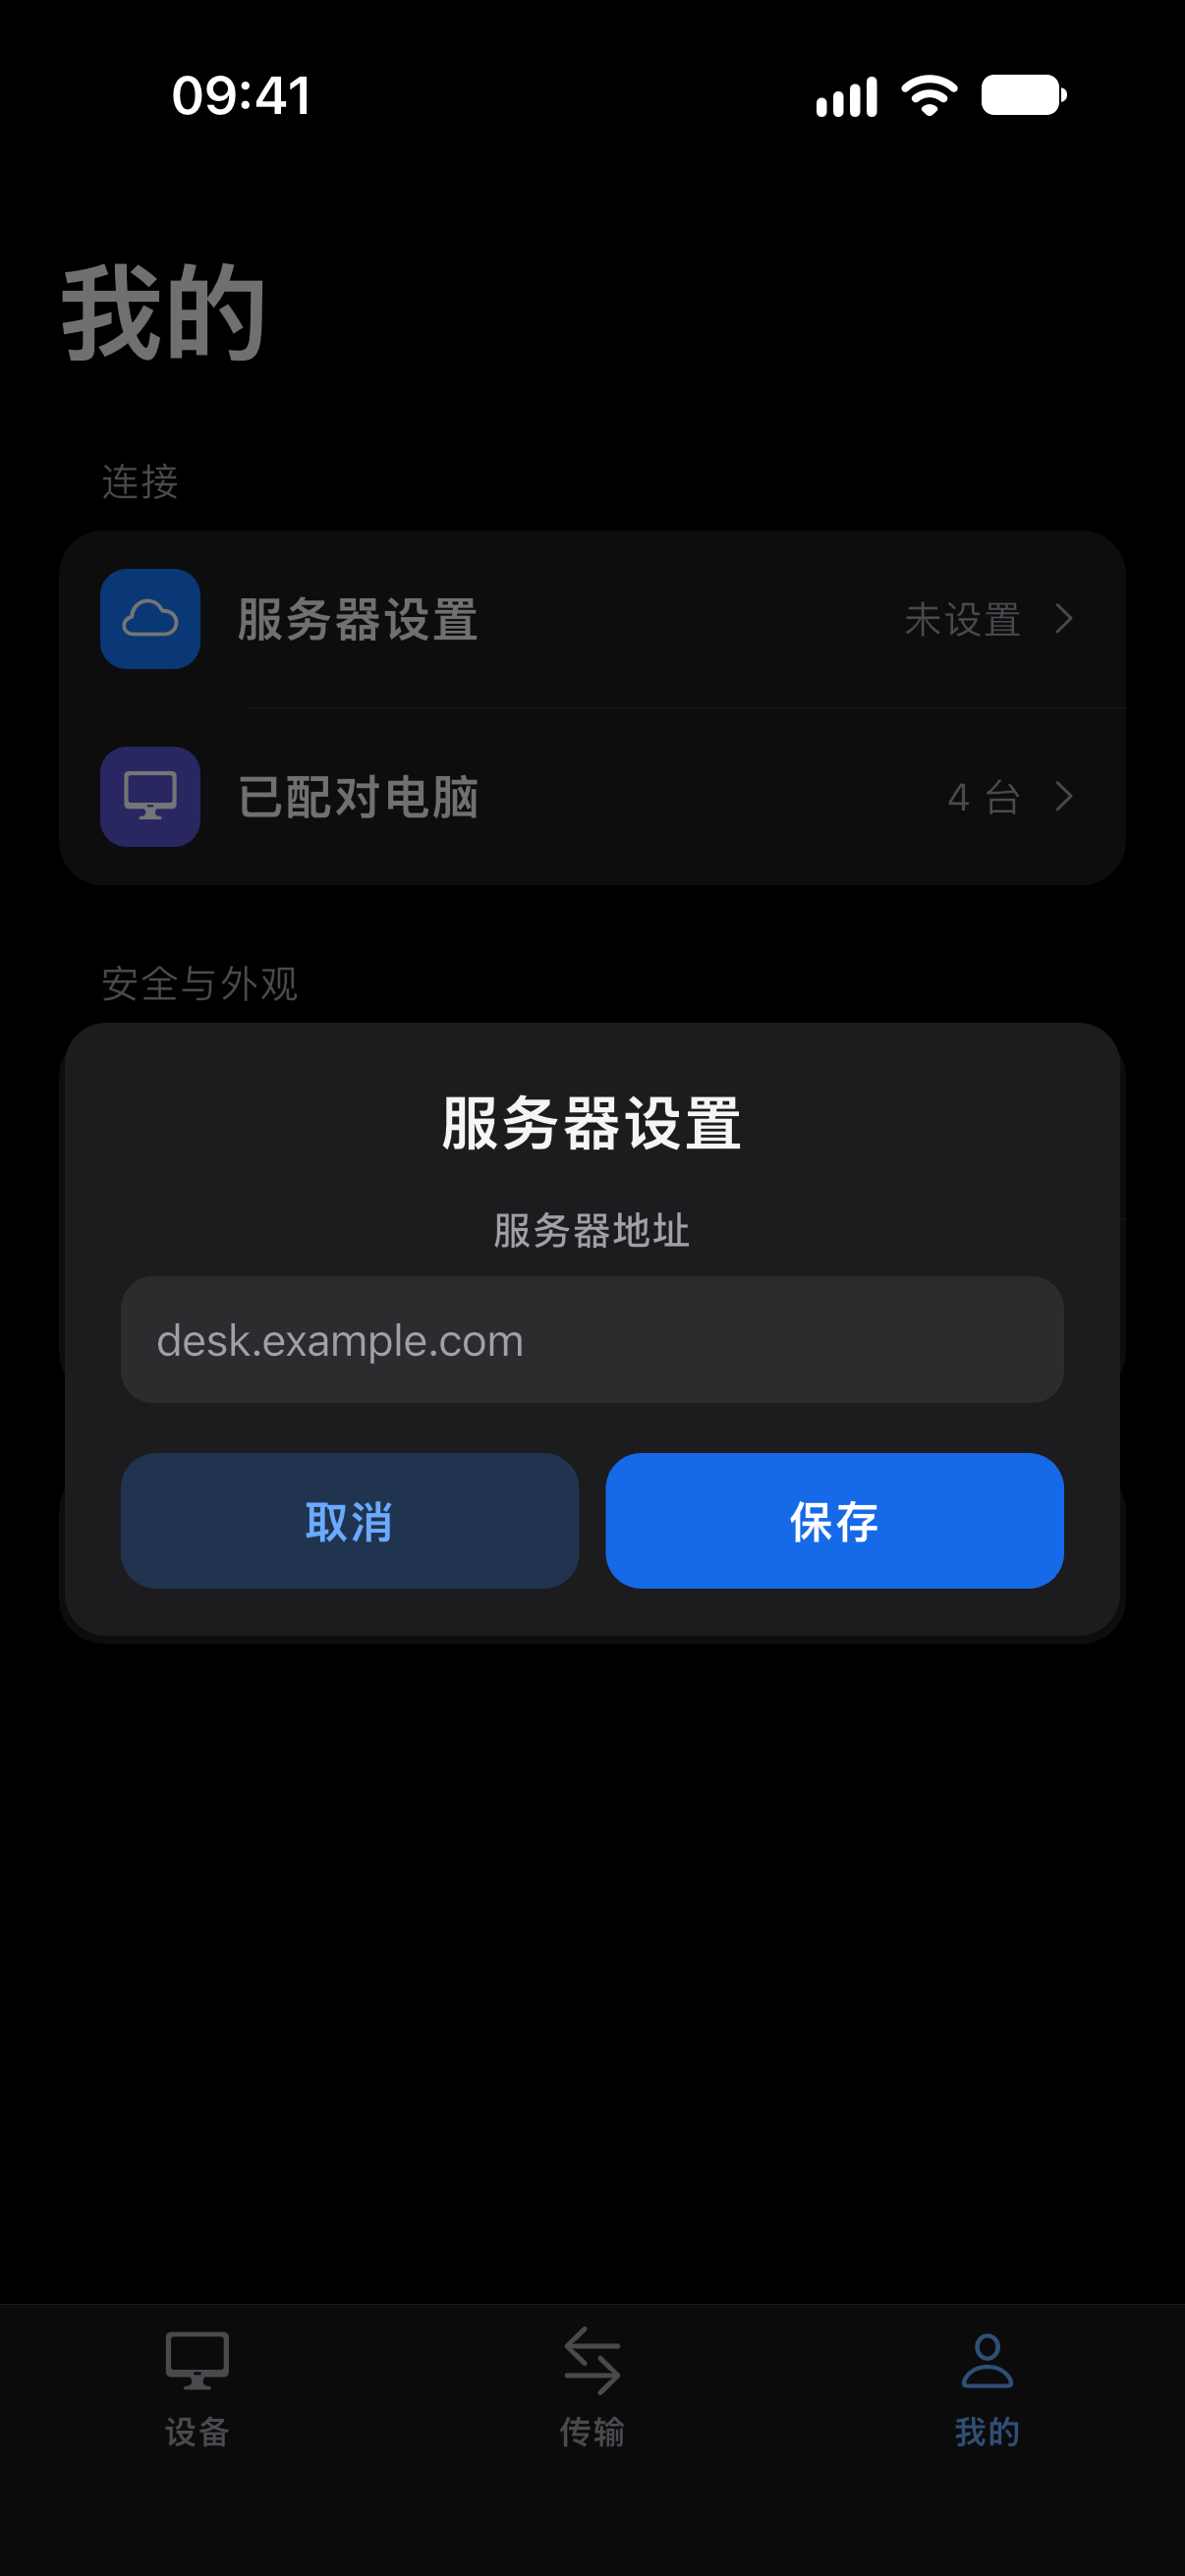 09:41
我的
连接
服务器设置 未设置
已配对电脑 4 台
安全与外观
服务器设置
服务器地址
desk.example.com
取消 保存
设备 传输 我的